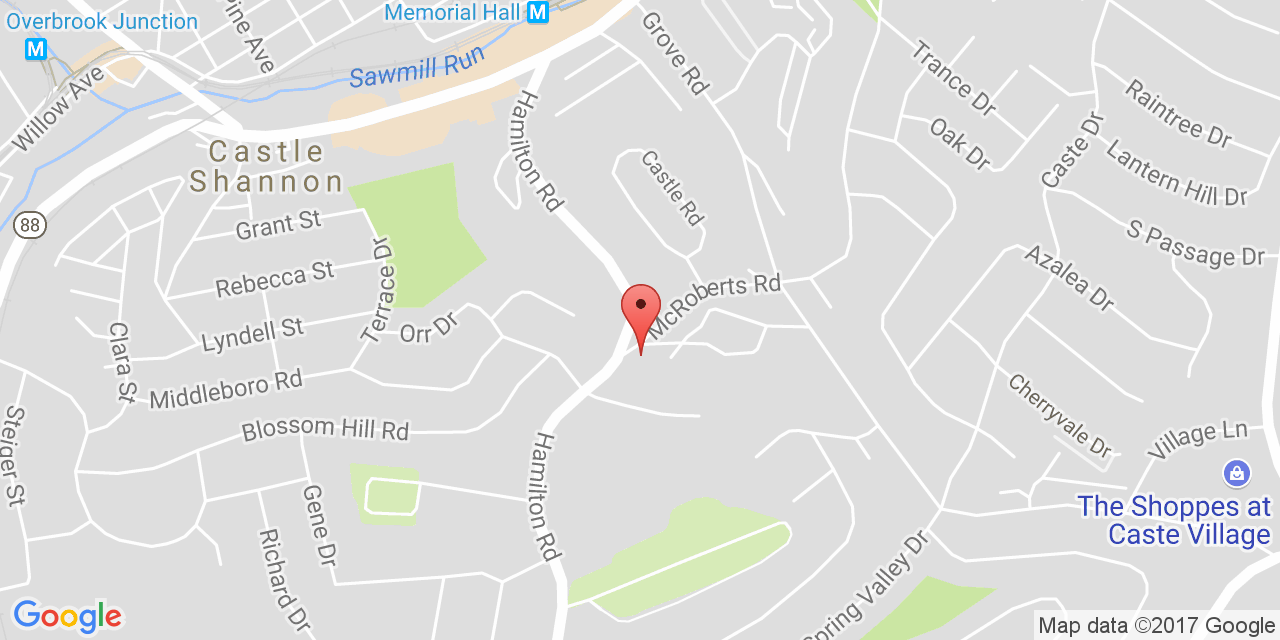 Overbrook Junction
M
Memorial Hall M
Pine Ave
Willow Ave
Sawmill Run
Grove Rd
Trance Dr
Oak Dr
Caste Dr
Raintree Dr
Lantern Hill Dr
S Passage Dr
Azalea Dr
Castle
Shannon
88
Hamilton Rd
Castle Rd
McRoberts Rd
Grant St
Rebecca St
Lyndell St
Terrace Dr
Orr Dr
Clara St
Middleboro Rd
Blossom Hill Rd
Steiger St
Gene Dr
Richard Dr
Hamilton Rd
Cherryvale Dr
Village Ln
The Shoppes at
Caste Village
Spring Valley Dr
Google
Map data ©2017 Google